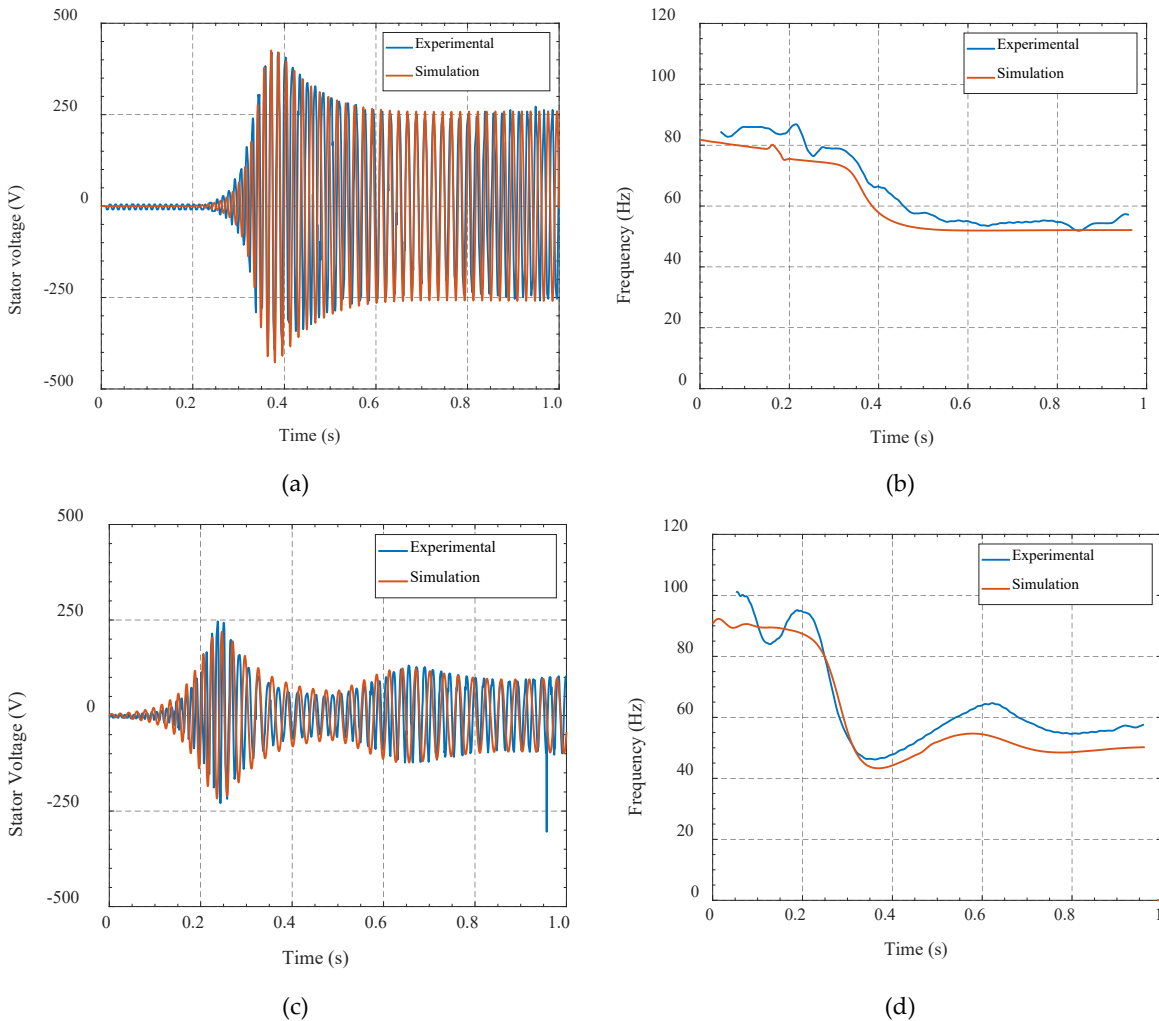 500
250
0
-250
-500
Stator voltage (V)
Experimental
Simulation
0 0.2 0.4 0.6 0.8 1.0
Time (s)
(a)
120
100
80
60
40
20
0
Frequency (Hz)
Experimental
Simulation
0 0.2 0.4 0.6 0.8 1
Time (s)
(b)
500
250
0
-250
-500
Stator Voltage (V)
Experimental
Simulation
0 0.2 0.4 0.6 0.8 1.0
Time (s)
(c)
120
100
80
60
40
20
0
Frequency (Hz)
Experimental
Simulation
0 0.2 0.4 0.6 0.8 1
Time (s)
(d)